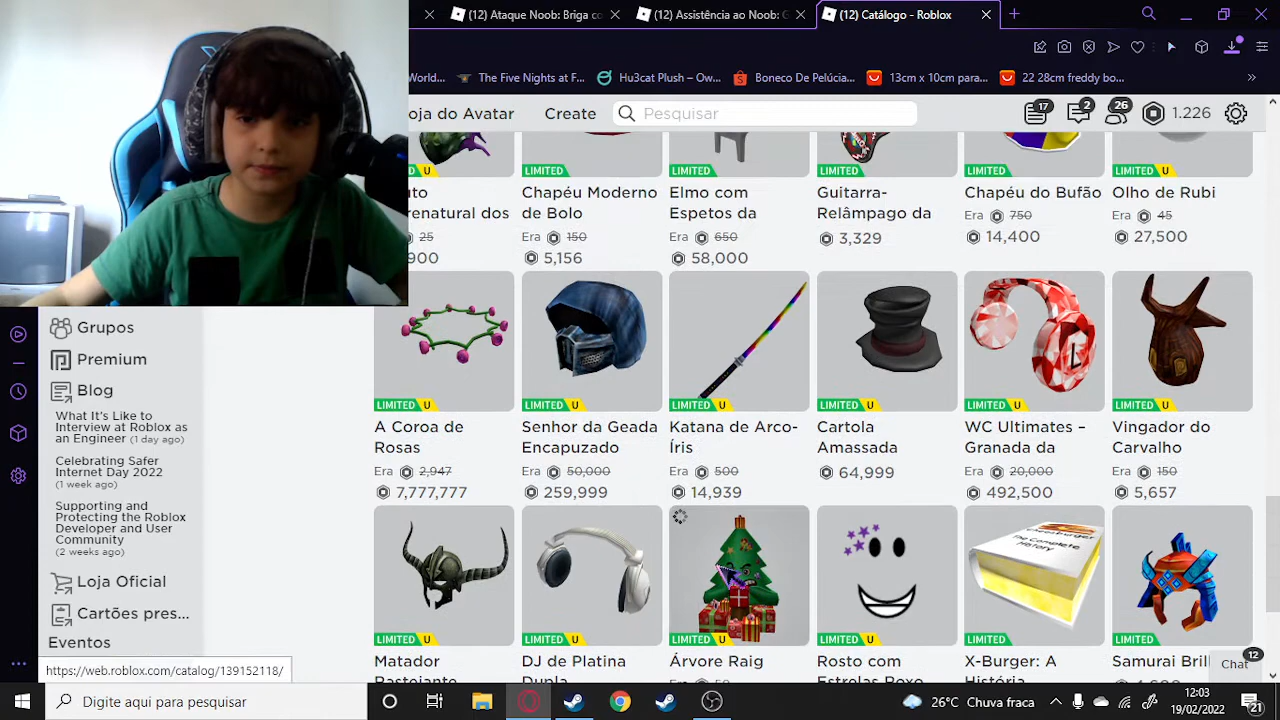 (12) Ataque Noob: Briga co
(12) Assistência ao Noob: G
(12) Catálogo - Roblox
World...
The Five Nights at F...
Hu3cat Plush – Ow...
Boneco De Pelúcia...
13cm x 10cm para...
22 28cm freddy bo...
oja do Avatar
Create
Pesquisar
17
2
26
1.226
LIMITED U
LIMITED
LIMITED
LIMITED U
LIMITED
LIMITED U
uto
renatural dos
25
900
Chapéu Moderno
de Bolo
Era 150
5,156
Elmo com
Espetos da
Era 650
58,000
Guitarra-
Relâmpago da
3,329
Chapéu do Bufão
Era 750
14,400
Olho de Rubi
Era 45
27,500
Grupos
Premium
Blog
What It's Like to
Interview at Roblox as
an Engineer (1 day ago)
Celebrating Safer
Internet Day 2022
(1 week ago)
Supporting and
Protecting the Roblox
Developer and User
Community
(2 weeks ago)
Loja Oficial
Cartões pres...
Eventos
LIMITED U
LIMITED U
LIMITED U
LIMITED U
LIMITED U
LIMITED U
A Coroa de
Rosas
Era 2,947
7,777,777
Senhor da Geada
Encapuzado
Era 50,000
259,999
Katana de Arco-
Íris
Era 500
14,939
Cartola
Amassada
64,999
WC Ultimates –
Granada da
Era 20,000
492,500
Vingador do
Carvalho
Era 150
5,657
LIMITED U
LIMITED U
LIMITED U
LIMITED U
LIMITED
LIMITED
The Complete
History
Matador
DJ de Platina
Árvore Raig
Rosto com
X-Burger: A
Samurai Bril
Chat
12
https://web.roblox.com/catalog/139152118/
Digite aqui para pesquisar
26°C Chuva fraca
12:03
19/02/2022
21